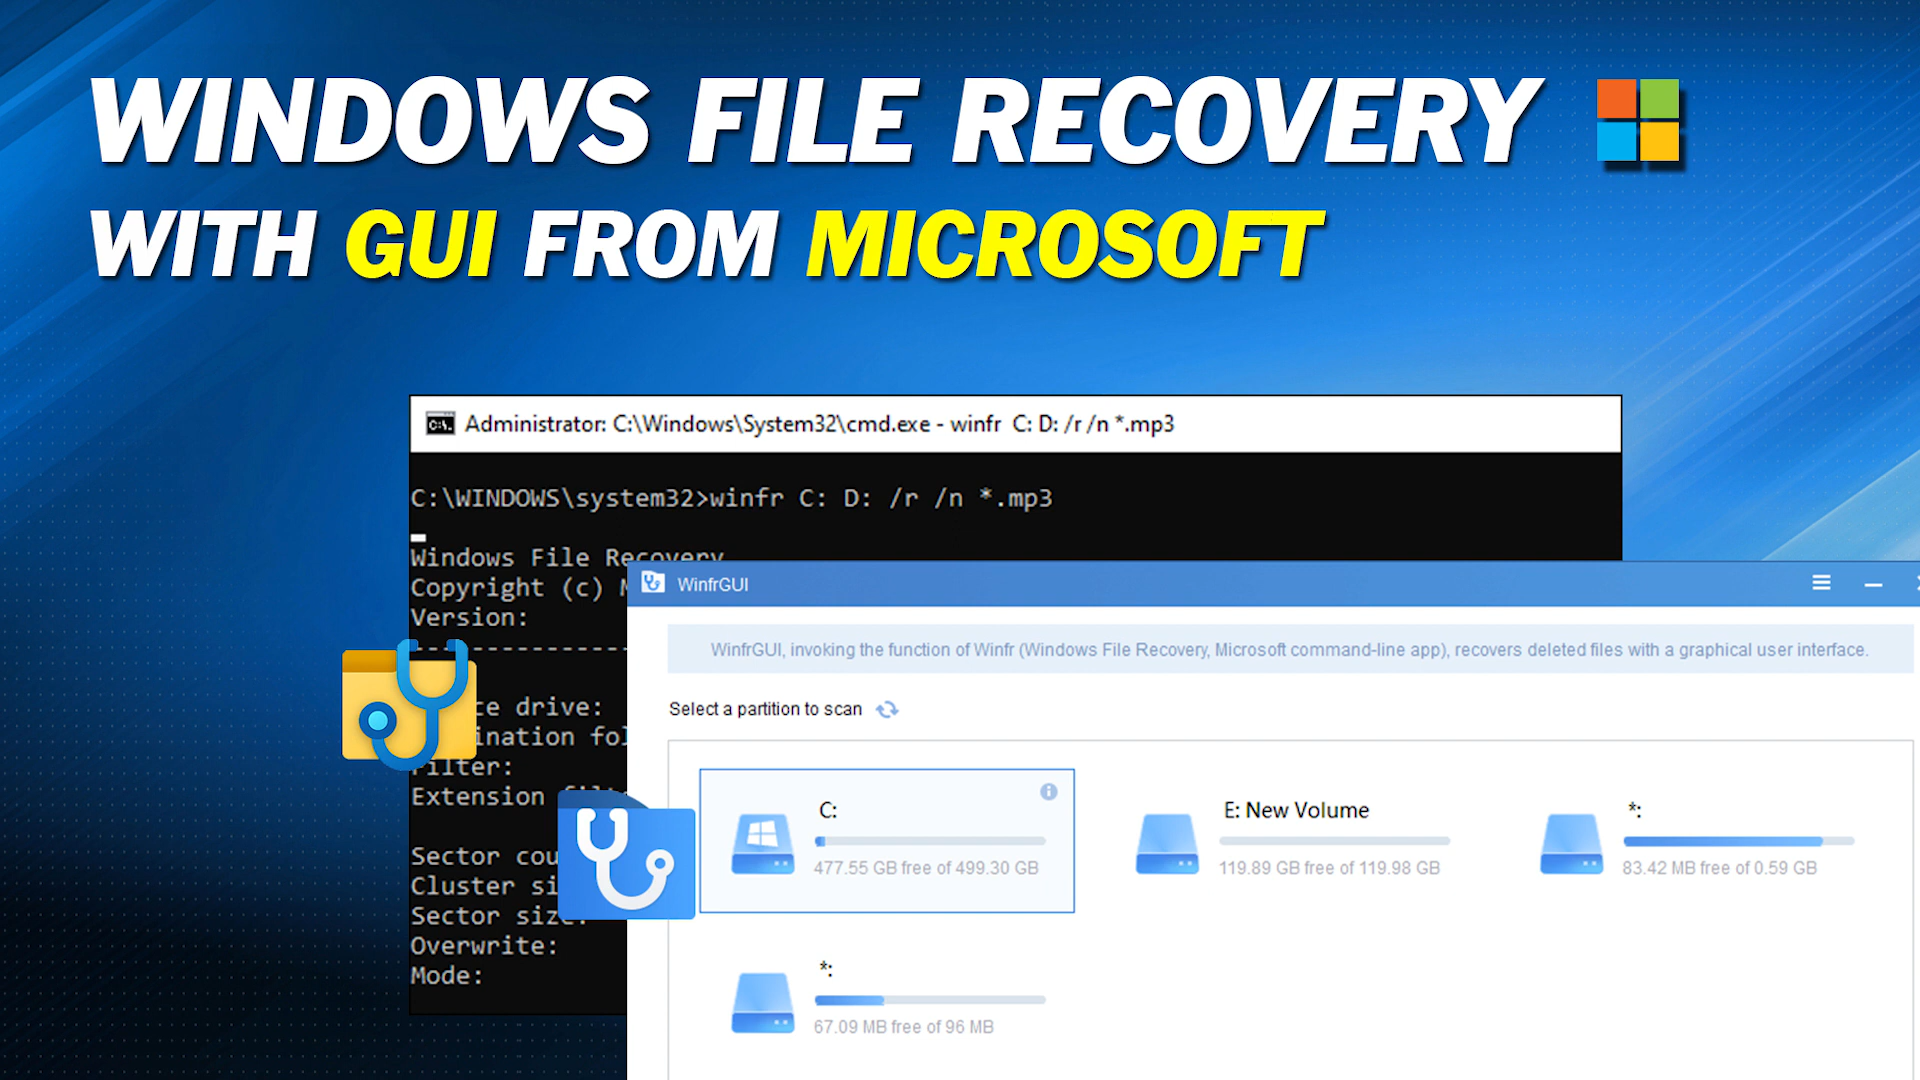 WINDOWS FILE RECOVERY
WITH GUI FROM MICROSOFT
Administrator: C:\Windows\System32\cmd.exe - winfr  C: D: /r /n *.mp3
C:\WINDOWS\system32>winfr C: D: /r /n *.mp3
Windows File Recovery
Copyright (c)
Version:
---------------
drive:
Filter:
Extension
Sector
Cluster
Sector size:
Overwrite:
Mode:
WinfrGUI
WinfrGUI, invoking the function of Winfr (Windows File Recovery, Microsoft command-line app), recovers deleted files with a graphical user interface.
Select a partition to scan
C:
477.55 GB free of 499.30 GB
E: New Volume
119.89 GB free of 119.98 GB
*:
83.42 MB free of 0.59 GB
*:
67.09 MB free of 96 MB